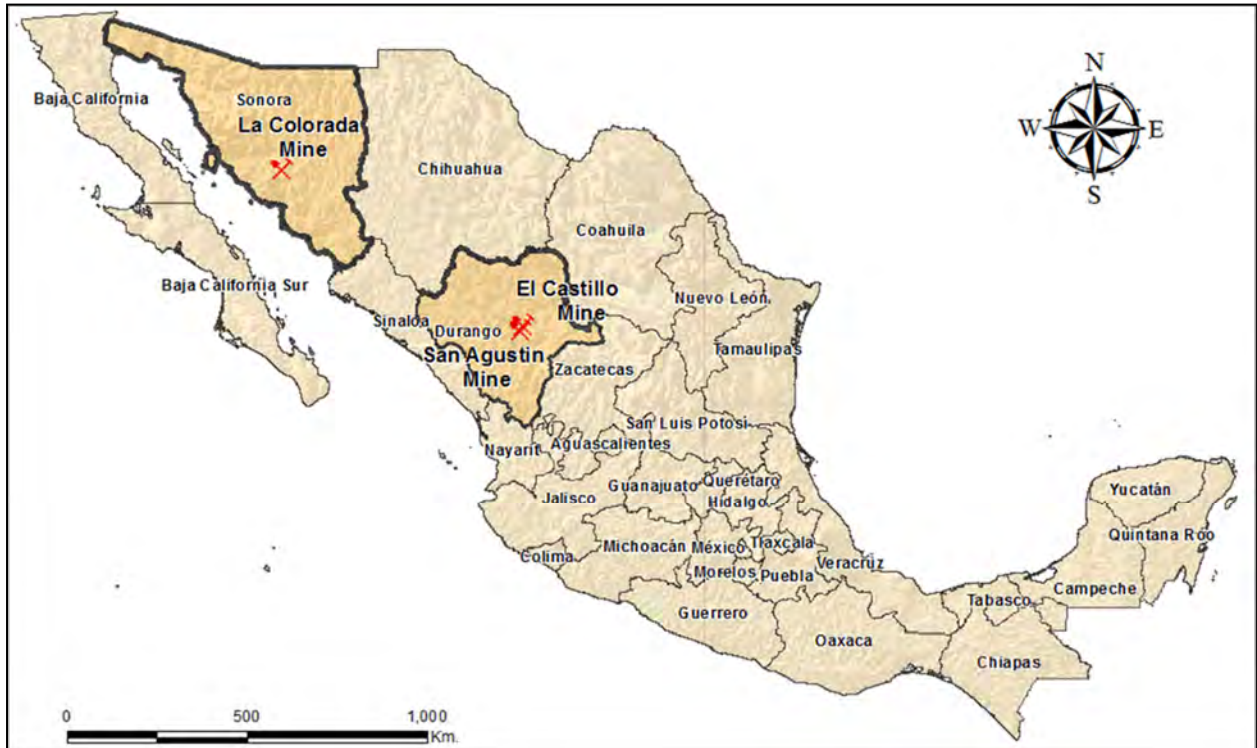 N
W
E
S
Baja California
Sonora
La Colorada
Mine
Chihuahua
Coahuila
Baja California Sur
El Castillo
Mine
Nuevo León
Sinaloa
Durango
San Agustin
Mine
Zacatecas
Tamaulipas
San Luis Potosi
Nayarit
Aguascalientes
Jalisco
Guanajuato
Querétaro
Hidalgo
Yucatán
Quintana Roo
Colima
Michoacán
México
Tlaxcala
Veracruz
Morelos
Puebla
Campeche
Tabasco
Guerrero
Oaxaca
Chiapas
0
500
1,000
Km.